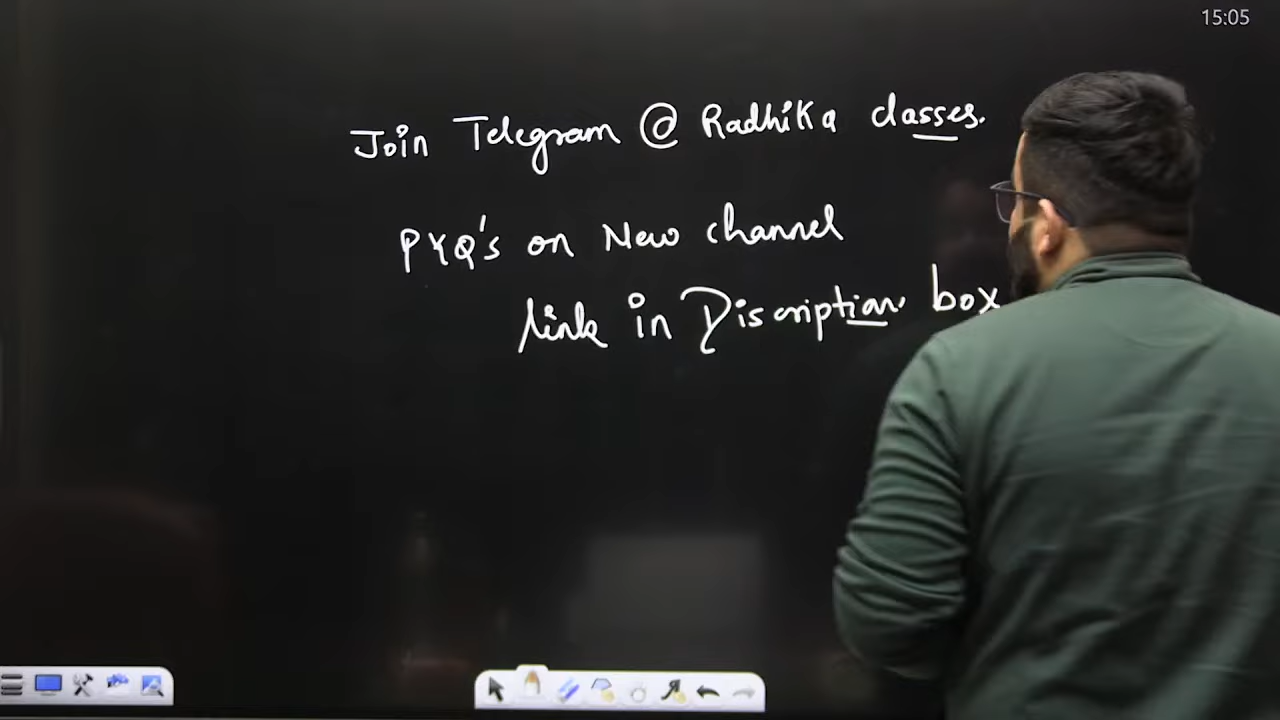 15:05
Join Telegram @ Radhika classes.
PYQ's on New channel
link in Discription box